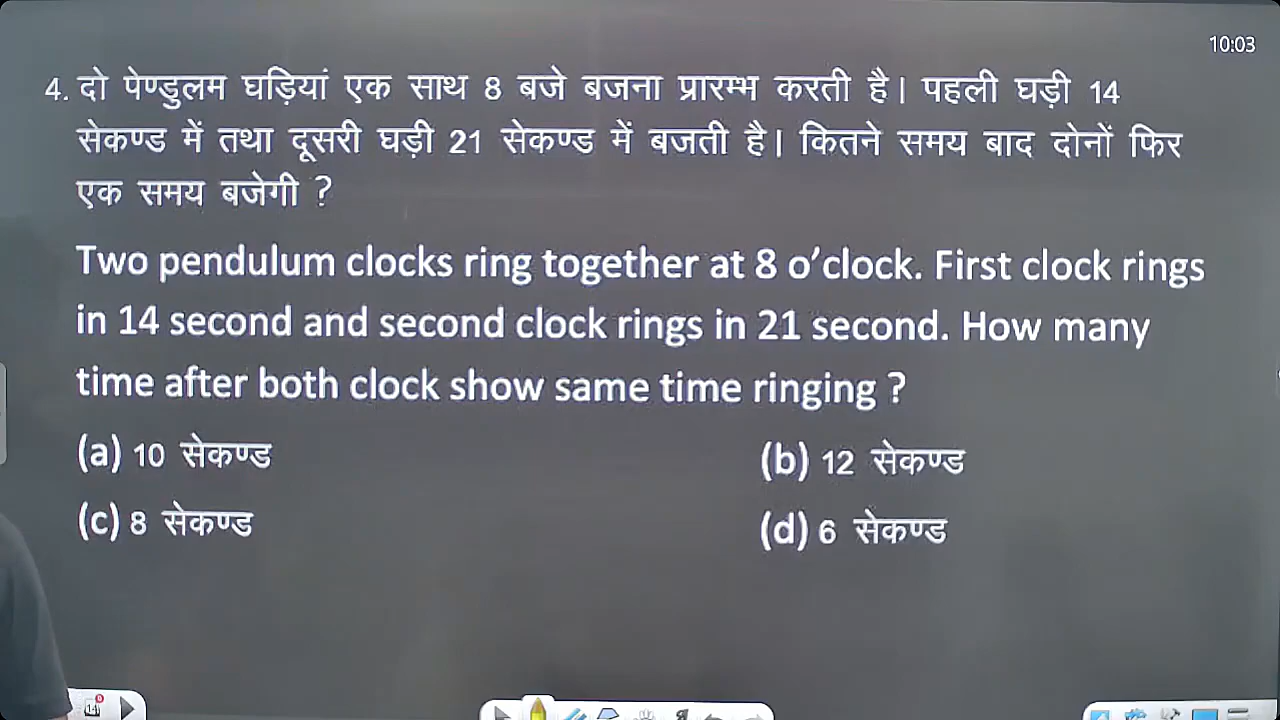 10:03
4. दो पेण्डुलम घड़ियां एक साथ 8 बजे बजना प्रारम्भ करती है। पहली घड़ी 14
सेकण्ड में तथा दूसरी घड़ी 21 सेकण्ड में बजती है। कितने समय बाद दोनों फिर
एक समय बजेगी ?
Two pendulum clocks ring together at 8 o’clock. First clock rings
in 14 second and second clock rings in 21 second. How many
time after both clock show same time ringing ?
(a) 10 सेकण्ड (b) 12 सेकण्ड
(c) 8 सेकण्ड (d) 6 सेकण्ड